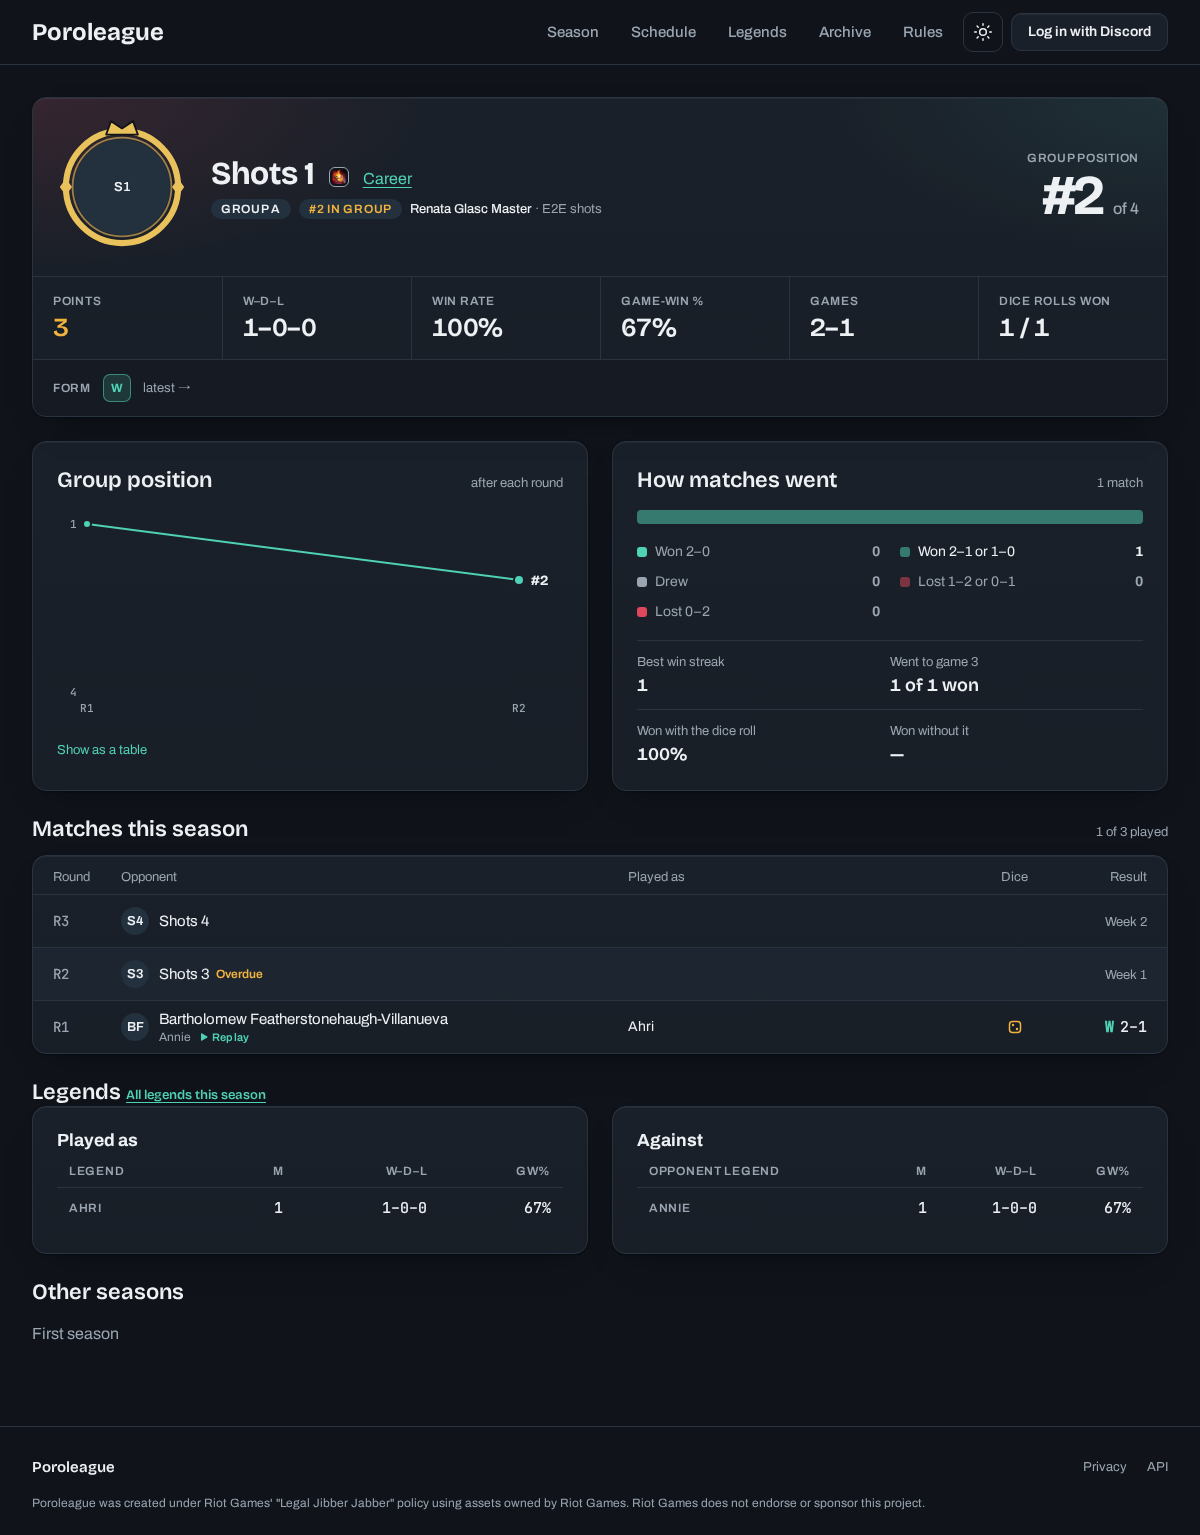 Poroleague
Season Schedule Legends Archive Rules Log in with Discord
S1
Shots 1 Career
GROUP A #2 IN GROUP Renata Glasc Master · E2E shots
GROUP POSITION
#2 of 4
POINTS W–D–L WIN RATE GAME-WIN % GAMES DICE ROLLS WON
3 1–0–0 100% 67% 2–1 1 / 1
FORM W latest →
Group position after each round
1
#2
4
R1 R2
Show as a table
How matches went 1 match
Won 2–0 0 Won 2–1 or 1–0 1
Drew 0 Lost 1–2 or 0–1 0
Lost 0–2 0
Best win streak Went to game 3
1 1 of 1 won
Won with the dice roll Won without it
100% —
Matches this season 1 of 3 played
Round Opponent Played as Dice Result
R3 S4 Shots 4 Week 2
R2 S3 Shots 3 Overdue Week 1
R1 BF Bartholomew Featherstonehaugh-Villanueva Ahri W 2–1
Annie Replay
Legends All legends this season
Played as
LEGEND M W–D–L GW%
AHRI 1 1–0–0 67%
Against
OPPONENT LEGEND M W–D–L GW%
ANNIE 1 1–0–0 67%
Other seasons
First season
Poroleague Privacy API
Poroleague was created under Riot Games' "Legal Jibber Jabber" policy using assets owned by Riot Games. Riot Games does not endorse or sponsor this project.